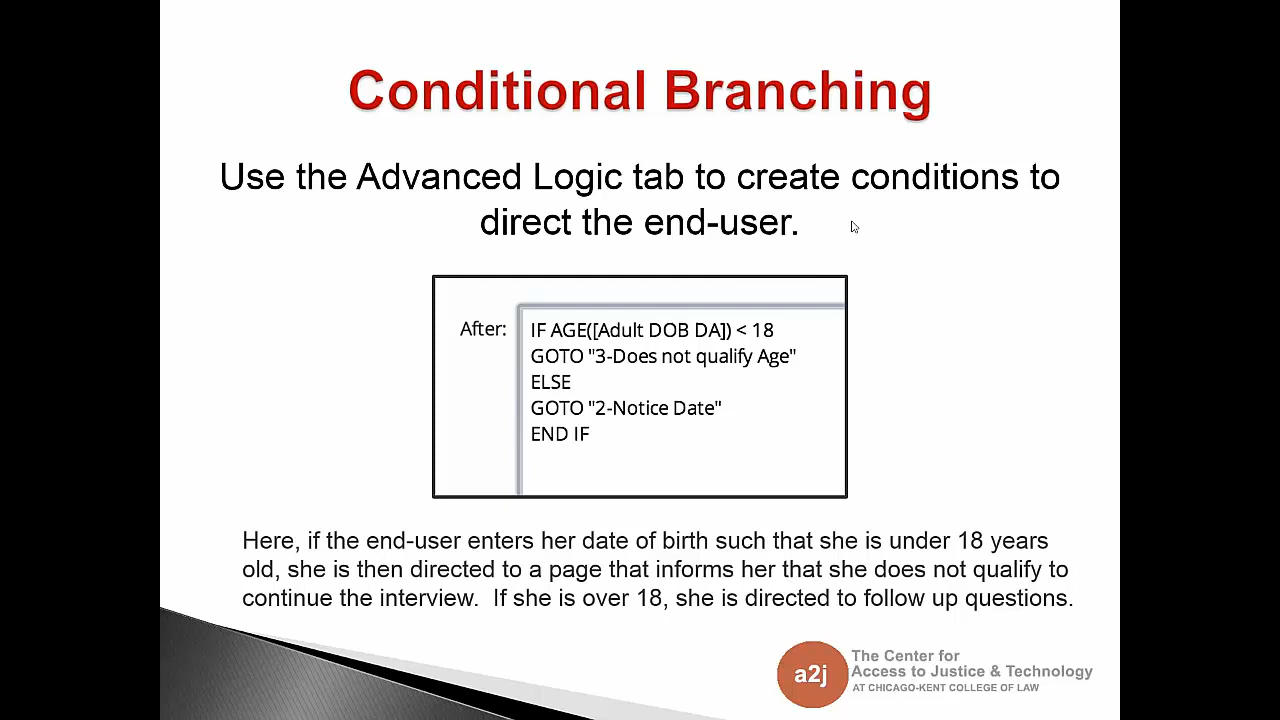 Conditional Branching
Use the Advanced Logic tab to create conditions to
direct the end-user.
After:
IF AGE([Adult DOB DA]) < 18
GOTO "3-Does not qualify Age"
ELSE
GOTO "2-Notice Date"
END IF
Here, if the end-user enters her date of birth such that she is under 18 years
old, she is then directed to a page that informs her that she does not qualify to
continue the interview.  If she is over 18, she is directed to follow up questions.
a2j
The Center for
Access to Justice & Technology
AT CHICAGO-KENT COLLEGE OF LAW